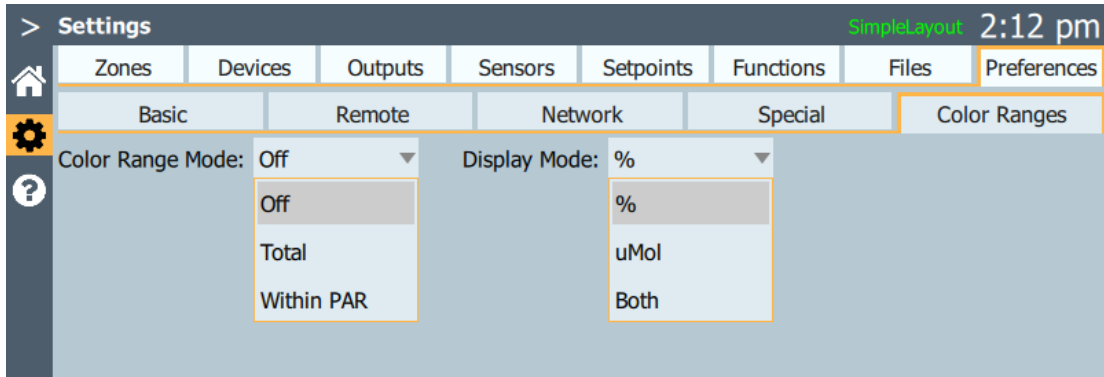 > Settings SimpleLayout 2:12 pm
Zones Devices Outputs Sensors Setpoints Functions Files Preferences
Basic Remote Network Special Color Ranges
Color Range Mode: Off Display Mode: %
Off %
Total uMol
Within PAR Both
?